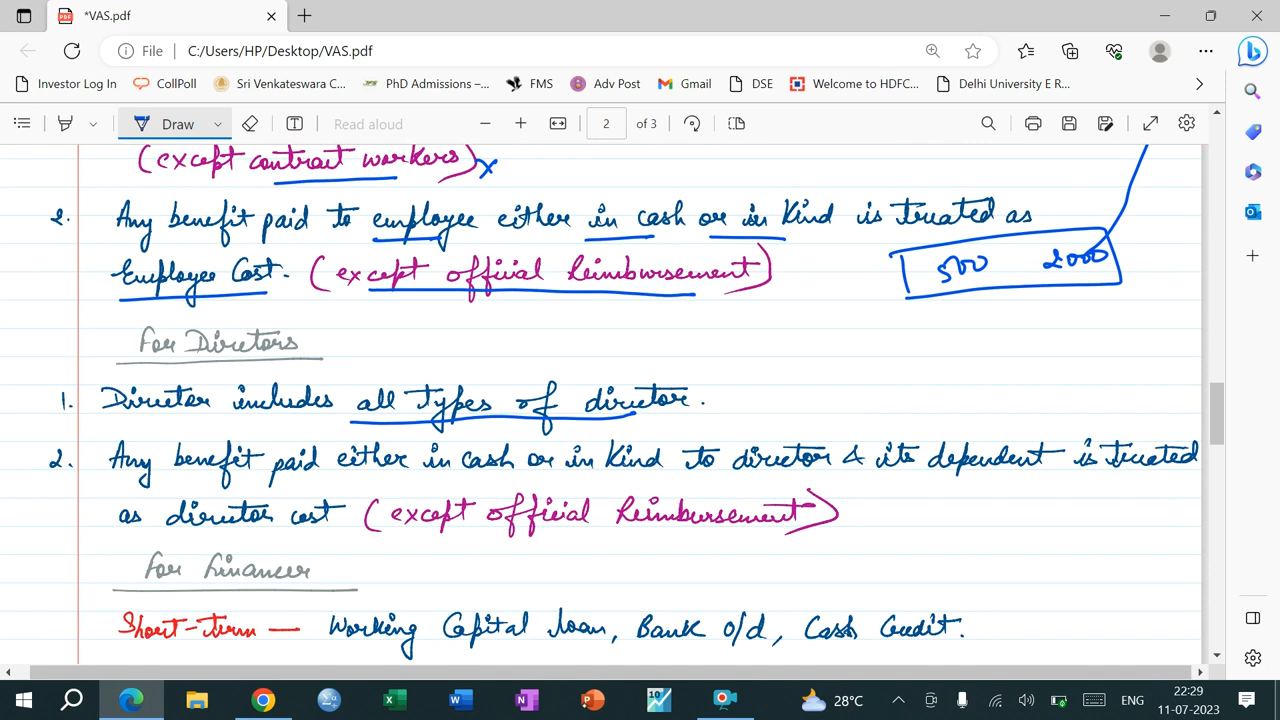 *VAS.pdf
File C:/Users/HP/Desktop/VAS.pdf
Investor Log In CollPoll Sri Venkateswara C... PhD Admissions –... FMS Adv Post Gmail DSE Welcome to HDFC... Delhi University E R...
Draw Read aloud 2 of 3
(except contract workers) x
2. Any benefit paid to employee either in cash or in Kind is treated as
Employee Cost. (except official Reimbursement)
500 2000
For Directors
1. Director includes all types of director.
2. Any benefit paid either in cash or in Kind to director & its dependent is treated
as director cost (except official Reimbursement)
For Financer
Short-term — Working Capital loan, Bank o/d, Cash Credit.
28°C ENG 22:29
11-07-2023